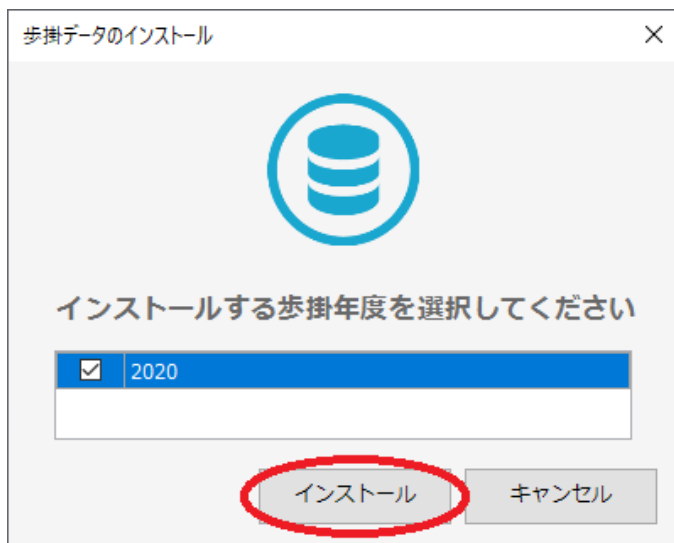 歩掛データのインストール
インストールする歩掛年度を選択してください
2020
インストール
キャンセル